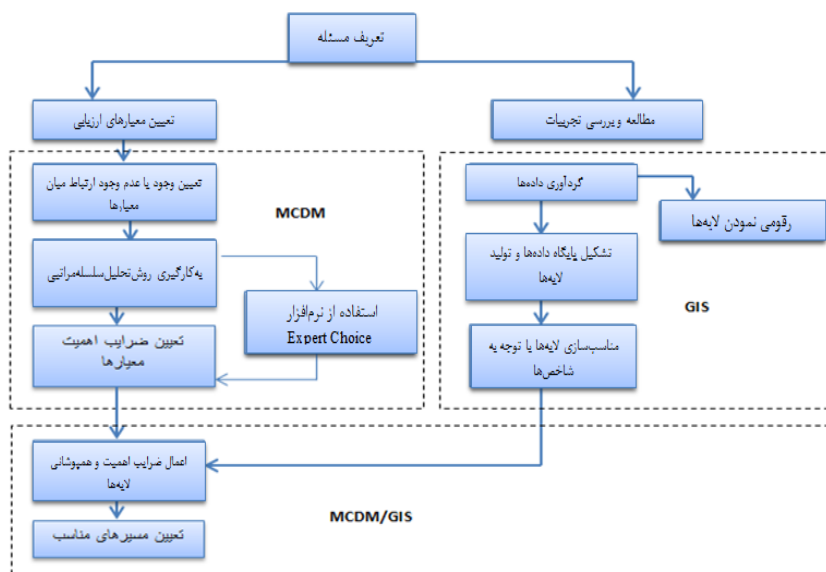 تعریف مسئله
تعیین معیارهای ارزیابی
مطالعه و بررسی تجربیات
تعیین وجود یا عدم وجود ارتباط میان
معیارها
MCDM
گردآوری داده‌ها
رقومی نمودن لایه‌ها
به‌کارگیری روش‌تحلیل‌سلسله‌مراتبی
تشکیل پایگاه داده‌ها و تولید
لایه‌ها
استفاده از نرم‌افزار
Expert Choice
GIS
تعیین ضرایب اهمیت
معیارها
مناسب‌سازی لایه‌ها با توجه به
شاخص‌ها
اعمال ضرایب اهمیت و همپوشانی
لایه‌ها
MCDM/GIS
تعیین مسیرهای مناسب